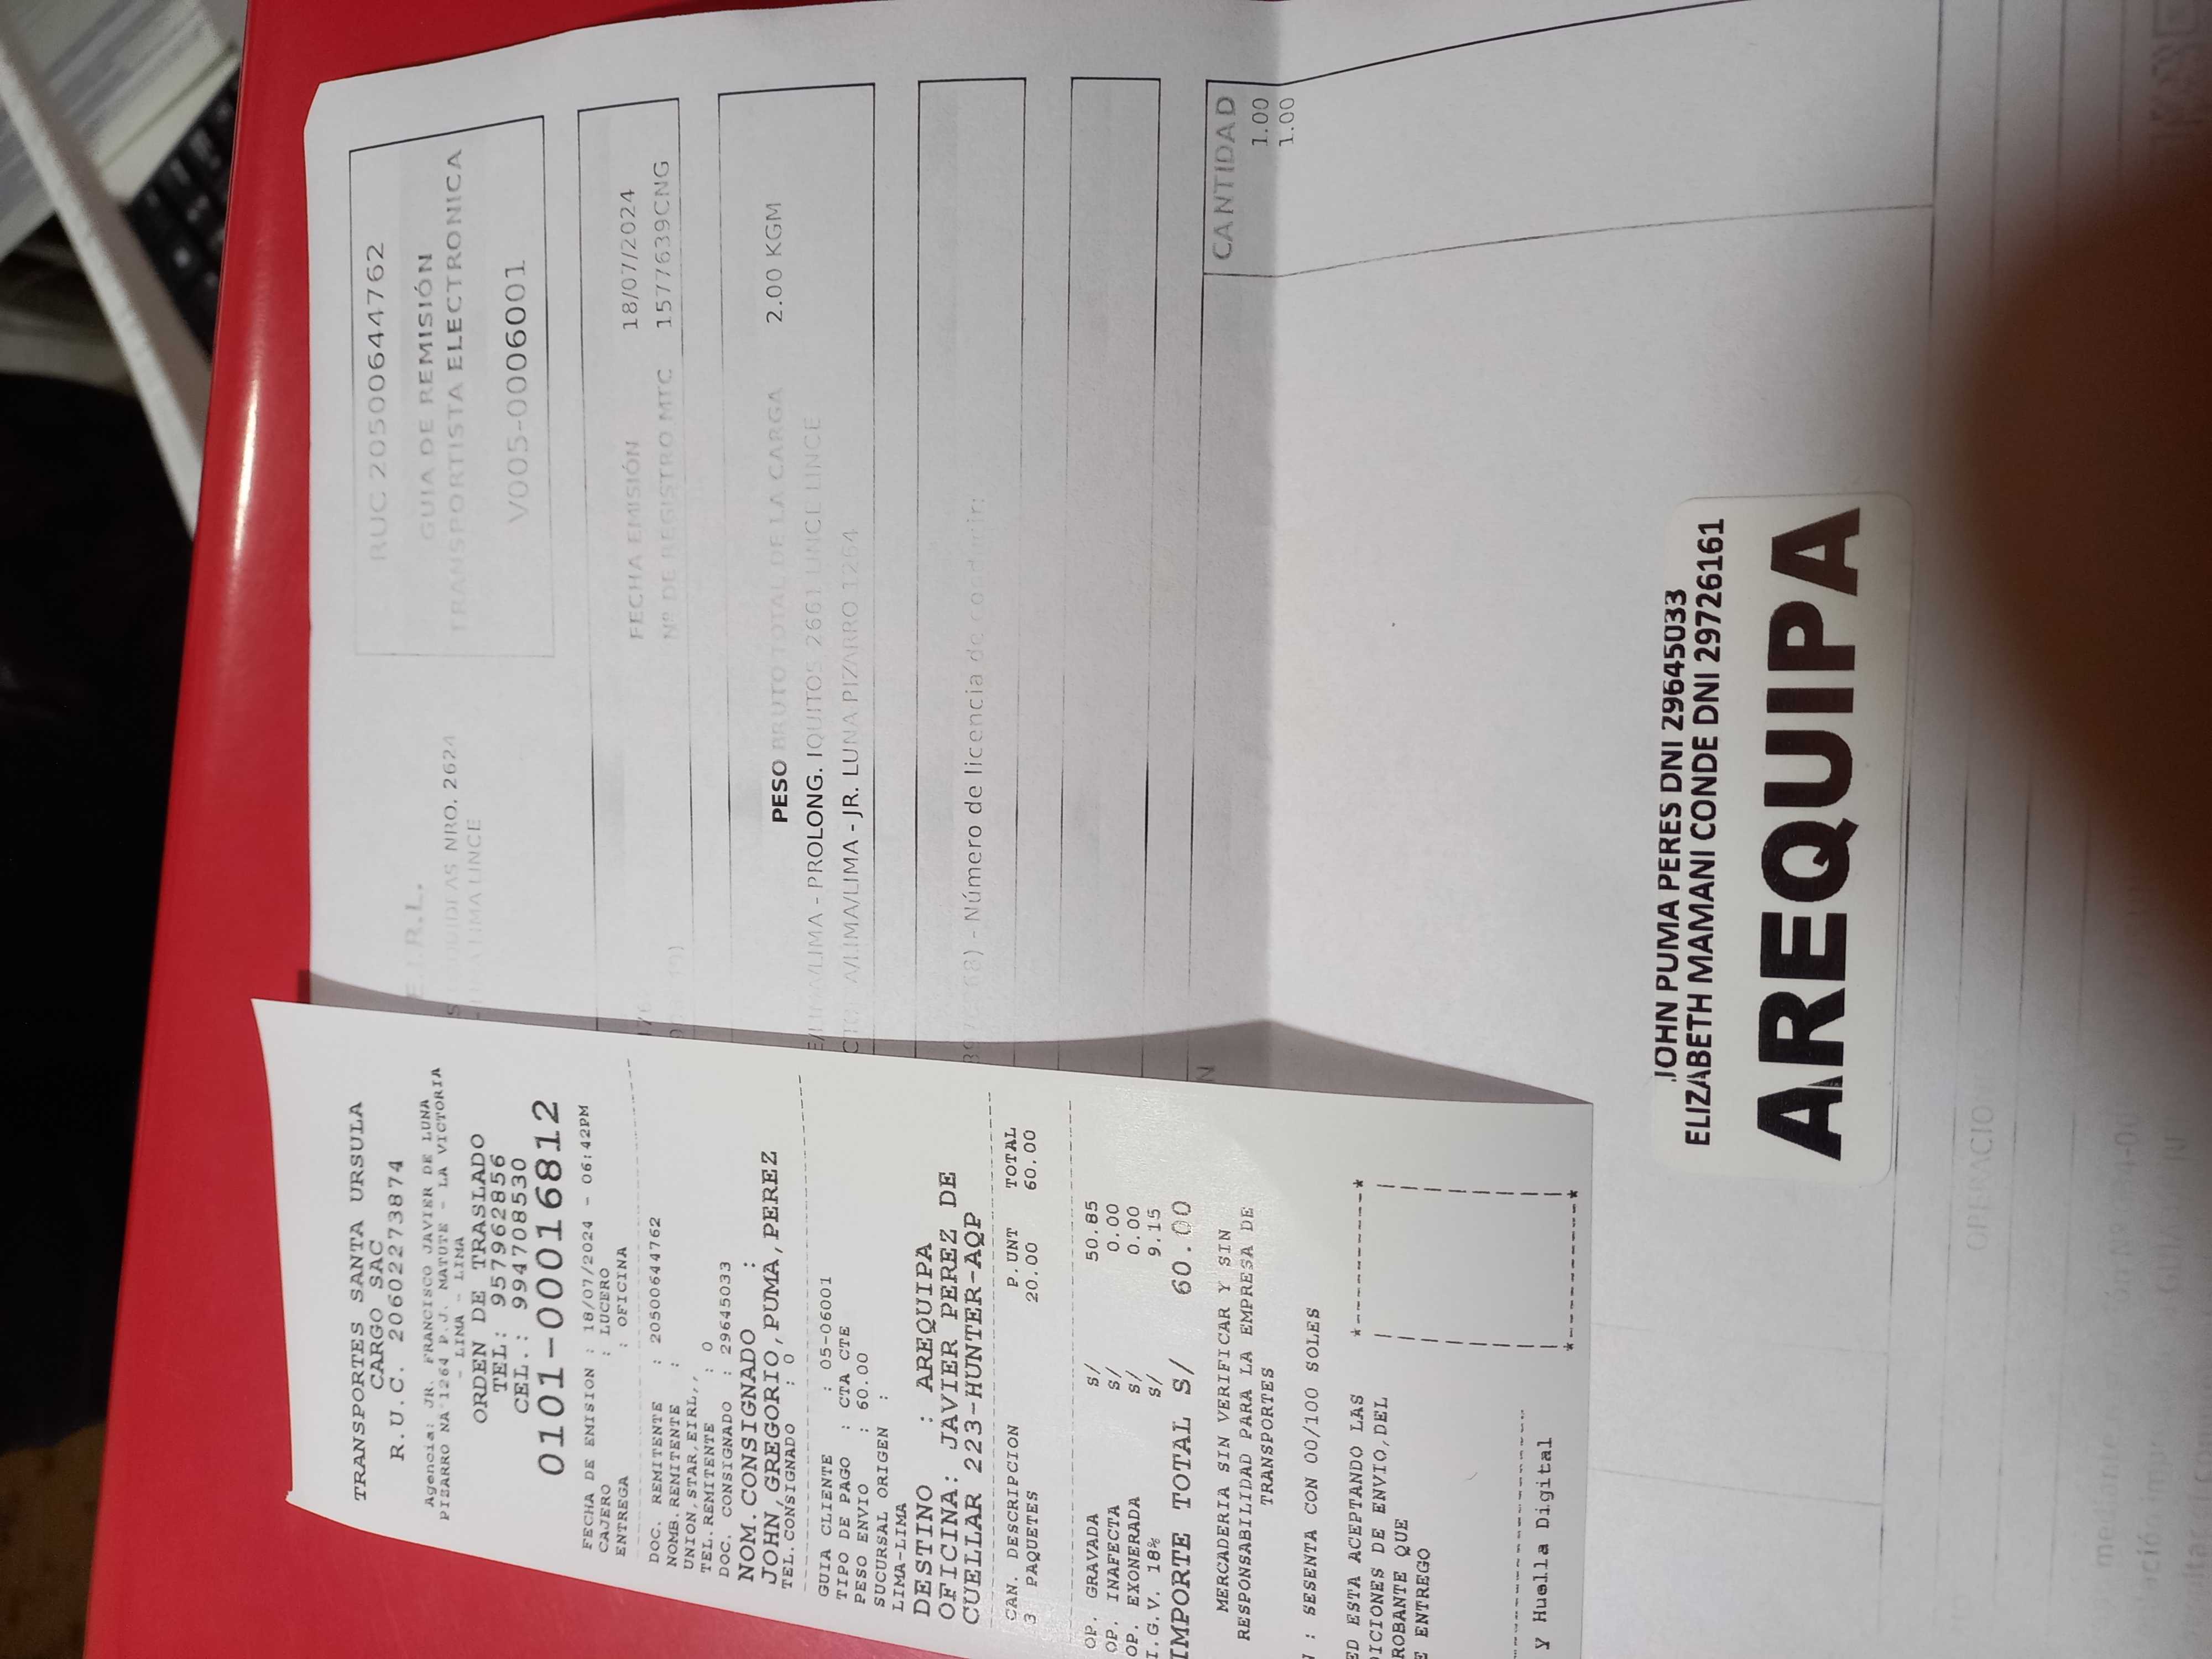 TRANSPORTES SANTA URSULA
CARGO SAC
R.U.C. 20602273874
Agencia: JR. FRANCISCO JAVIER DE LUNA
PIZARRO NA°1264 P.J. MATUTE - LA VICTORIA
- LIMA - LIMA
ORDEN DE TRASLADO
TEL: 957962856
CEL.: 994708530
0101-00016812
FECHA DE EMISION : 18/07/2024 - 06:42PM
CAJERO : LUCERO
ENTREGA : OFICINA
DOC. REMITENTE : 20500644762
NOMB.REMITENTE :
UNION,STAR,EIRL,,
TEL.REMITENTE : 0
DOC. CONSIGNADO : 29645033
NOM.CONSIGNADO :
JOHN,GREGORIO,PUMA,PEREZ
TEL.CONSIGNADO : 0
GUIA CLIENTE : 05-06001
TIPO DE PAGO : CTA CTE
PESO ENVIO : 60.00
SUCURSAL ORIGEN :
LIMA-LIMA
DESTINO : AREQUIPA
OFICINA: JAVIER PEREZ DE
CUELLAR 223-HUNTER-AQP
CAN. DESCRIPCION P.UNT TOTAL
3 PAQUETES 20.00 60.00
OP. GRAVADA S/ 50.85
OP. INAFECTA S/ 0.00
OP. EXONERADA S/ 0.00
I.G.V. 18% S/ 9.15
IMPORTE TOTAL S/ 60.00
MERCADERIA SIN VERIFICAR Y SIN
RESPONSABILIDAD PARA LA EMPRESA DE
TRANSPORTES
: SESENTA CON 00/100 SOLES
ED ESTA ACEPTANDO LAS
DICIONES DE ENVIO,DEL
ROBANTE QUE
E ENTREGO
Y Huella Digital
E.I.R.L.
NRO. 2624
LIMA LINCE
RUC 20500644762
GUIA DE REMISIÓN
TRANSPORTISTA ELECTRONICA
V005-0006001
FECHA EMISIÓN 18/07/2024
Nº DE REGISTRO MTC 1577639CNG
PESO BRUTO TOTAL DE LA CARGA 2.00 KGM
/LIMA - PROLONG. IQUITOS 2661 LINCE LINCE
/LIMA/LIMA - JR. LUNA PIZARRO 1264
- Número de licencia de
CANTIDAD
1.00
1.00
JOHN PUMA PERES DNI 29645033
ELIZABETH MAMANI CONDE DNI 29726161
AREQUIPA
OPERACIO
mediante